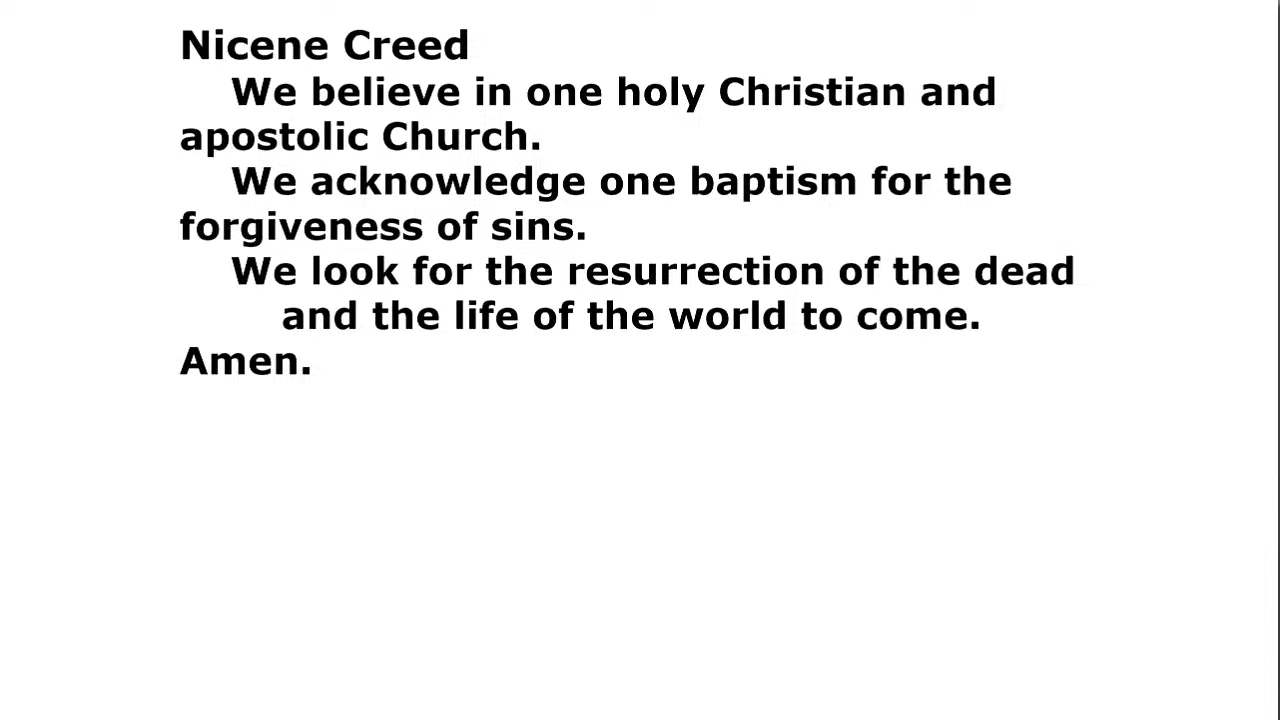 Nicene Creed
We believe in one holy Christian and
apostolic Church.
We acknowledge one baptism for the
forgiveness of sins.
We look for the resurrection of the dead
and the life of the world to come.
Amen.